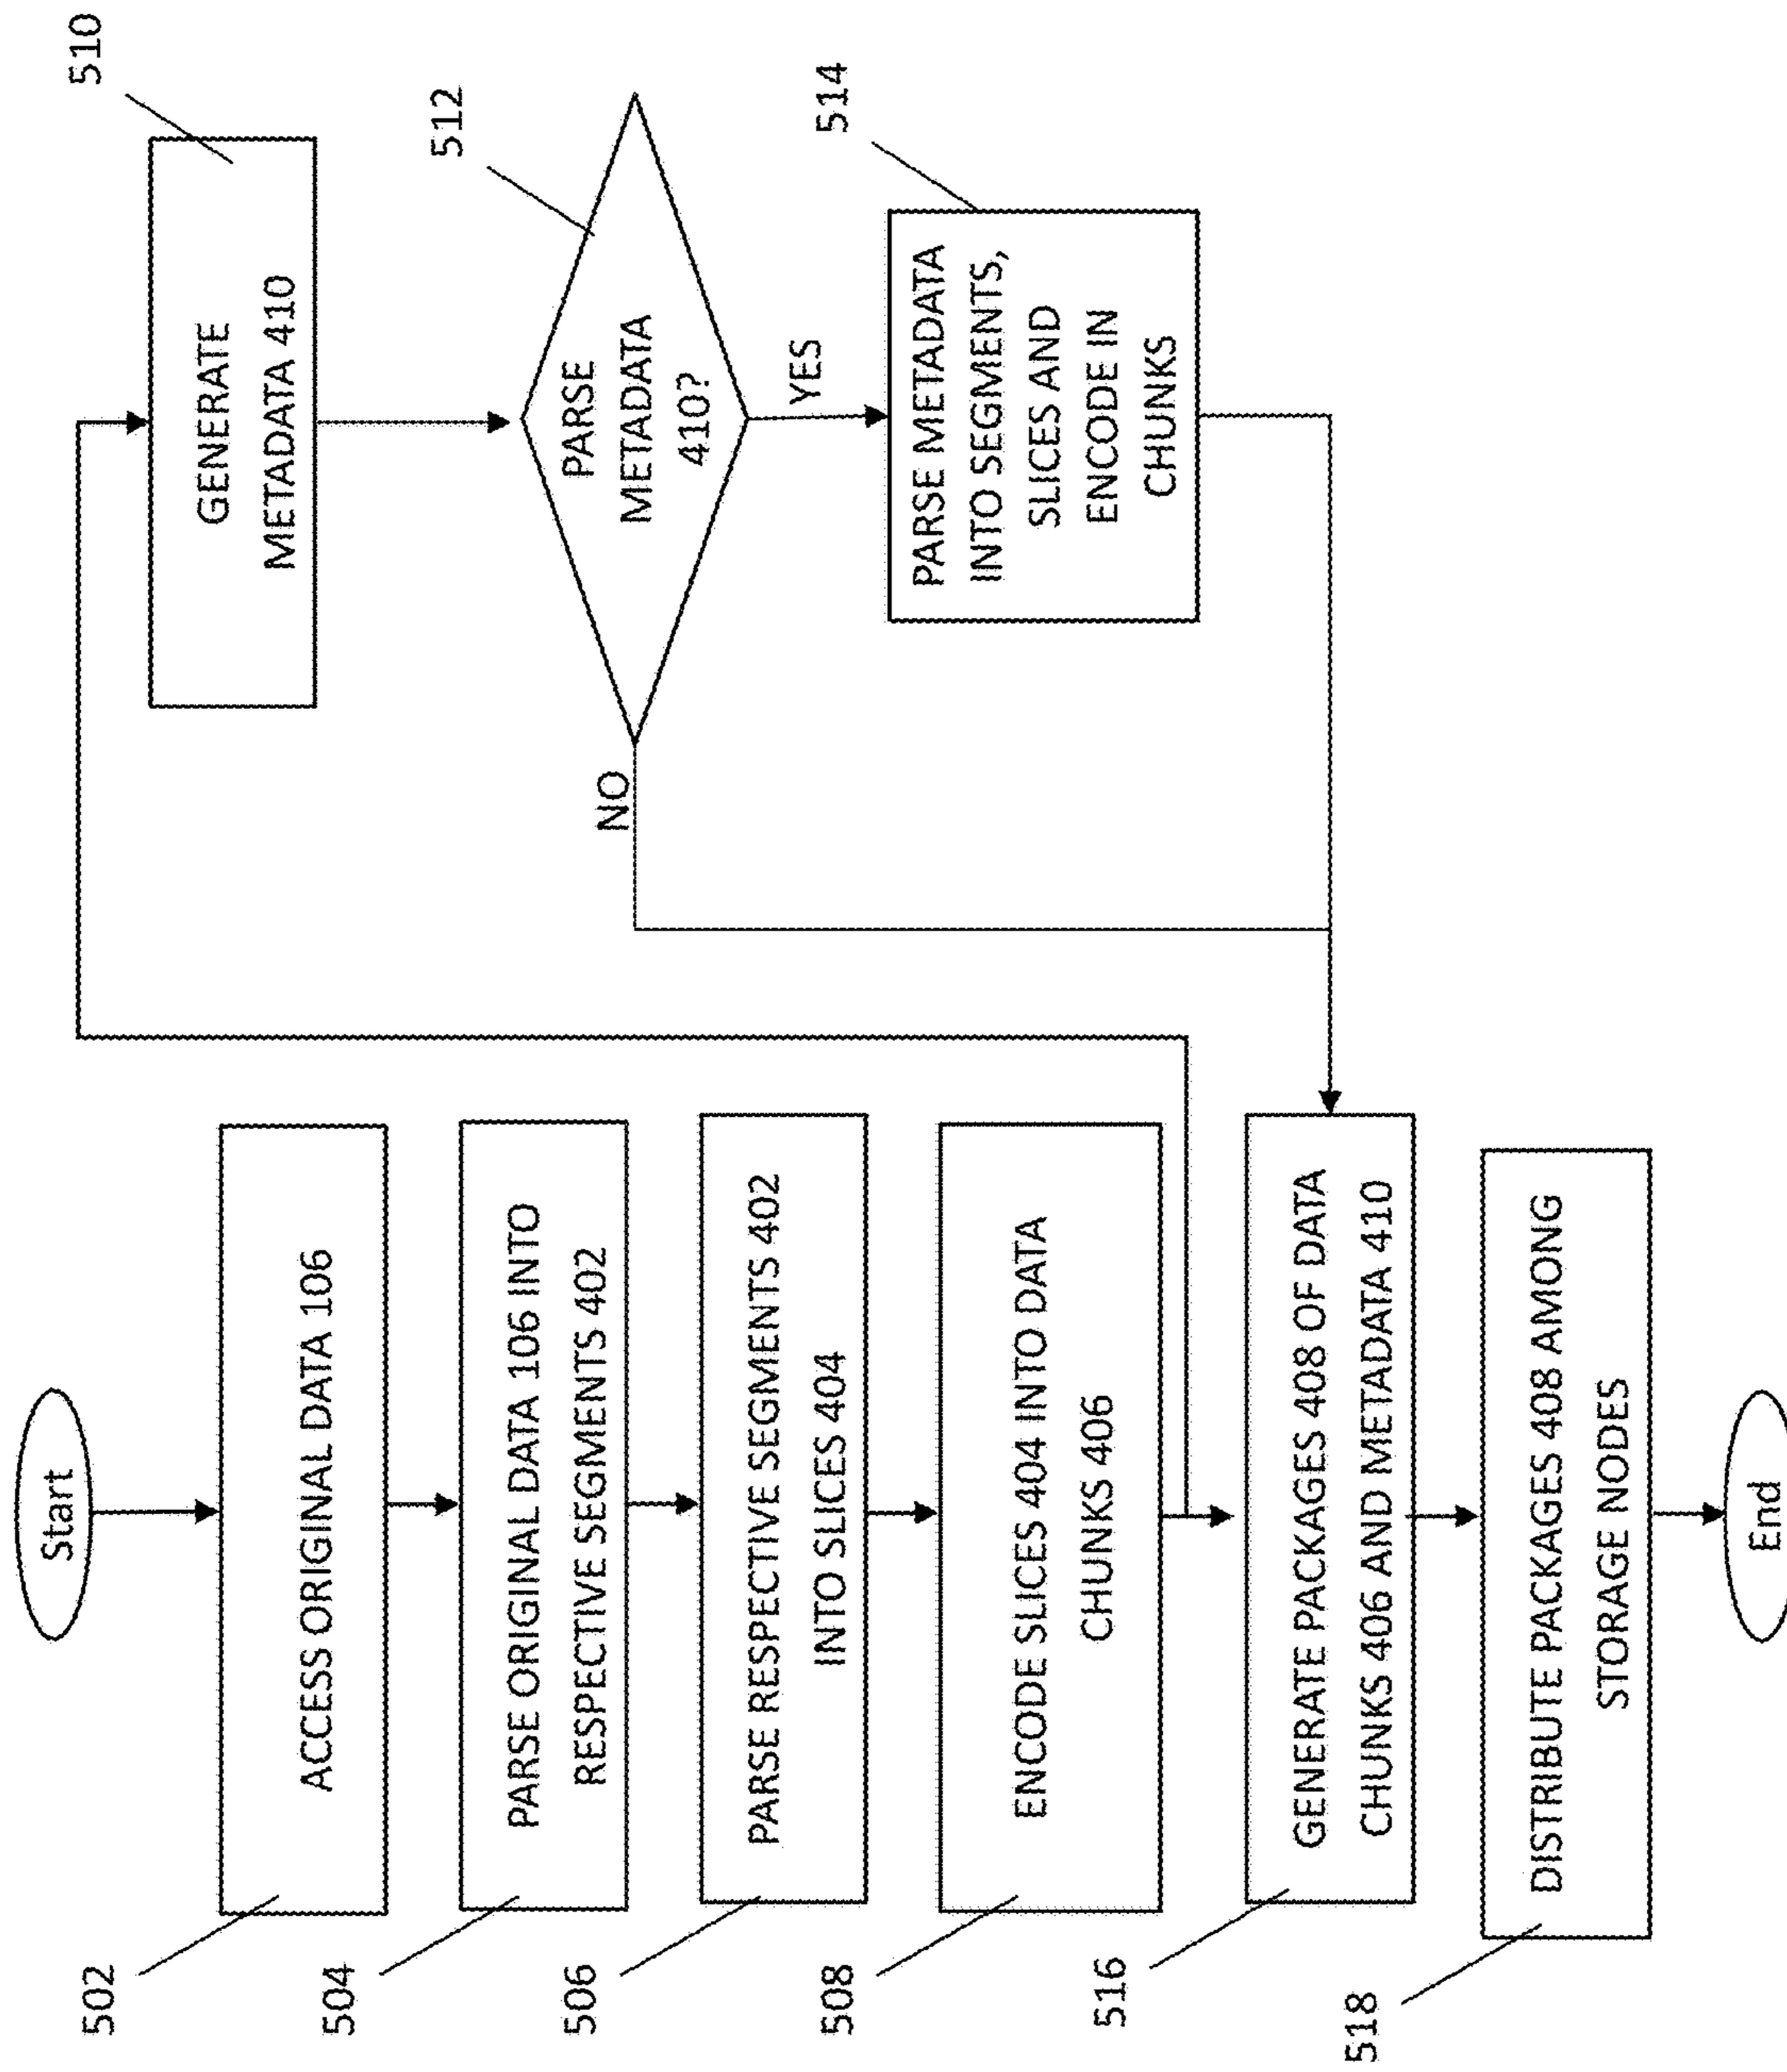 Start
502
ACCESS ORIGINAL DATA 106
504
PARSE ORIGINAL DATA 106 INTO
RESPECTIVE SEGMENTS 402
506
PARSE RESPECTIVE SEGMENTS 402
INTO SLICES 404
508
ENCODE SLICES 404 INTO DATA
CHUNKS 406
510
GENERATE
METADATA 410
512
PARSE
METADATA
410?
NO
YES
514
PARSE METADATA
INTO SEGMENTS,
SLICES AND
ENCODE IN
CHUNKS
516
GENERATE PACKAGES 408 OF DATA
CHUNKS 406 AND METADATA 410
518
DISTRIBUTE PACKAGES 408 AMONG
STORAGE NODES
End